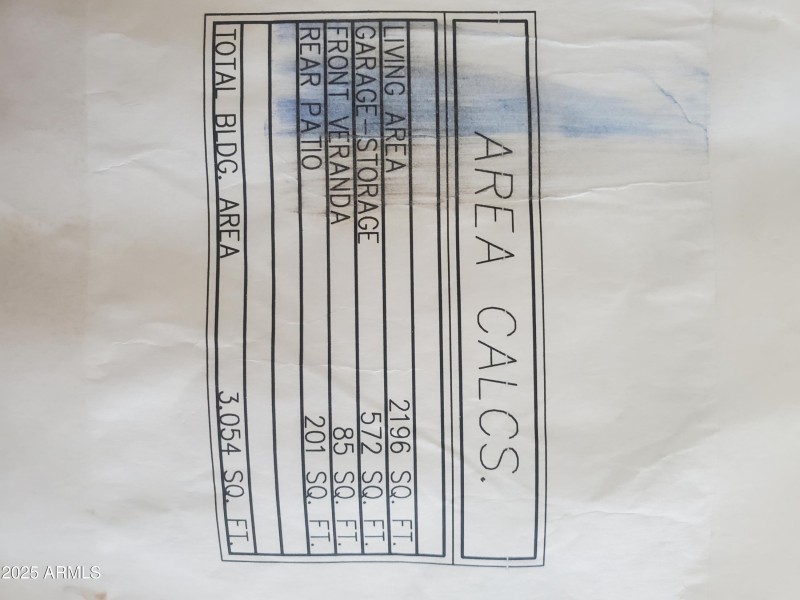 AREA CALCS.
LIVING AREA 2196 SQ. FT.
GARAGE-STORAGE 572 SQ. FT.
FRONT VERANDA 85 SQ. FT.
REAR PATIO 201 SQ. FT.
TOTAL BLDG. AREA 3,054 SQ. FT.
2025 ARMLS